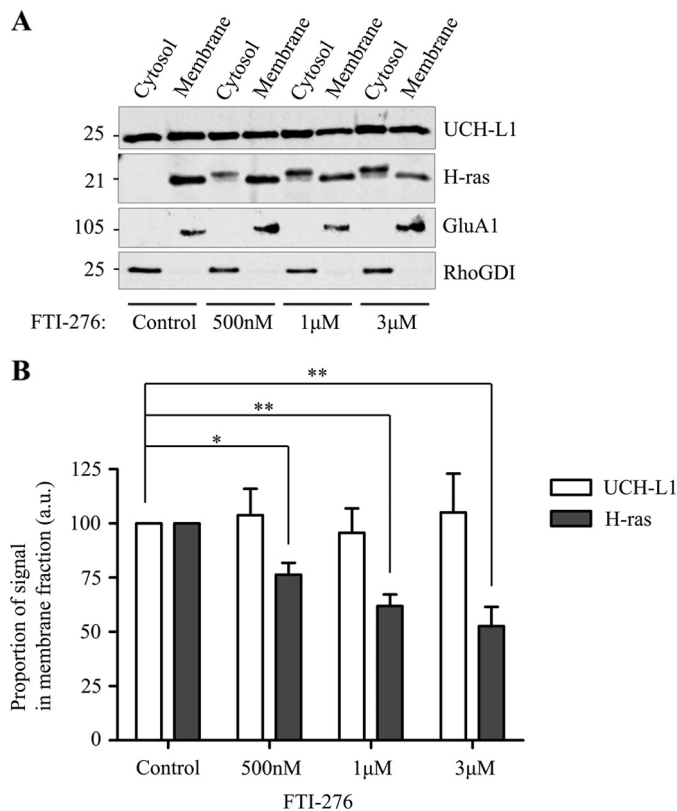 A
Cytosol Membrane Cytosol Membrane Cytosol Membrane Cytosol Membrane
25 UCH-L1
21 H-ras
105 GluA1
25 RhoGDI
FTI-276: Control 500nM 1μM 3μM
B
**
**
*
125
100
75
50
25
0
Proportion of signal
in membrane fraction (a.u.)
UCH-L1
H-ras
Control 500nM 1μM 3μM
FTI-276